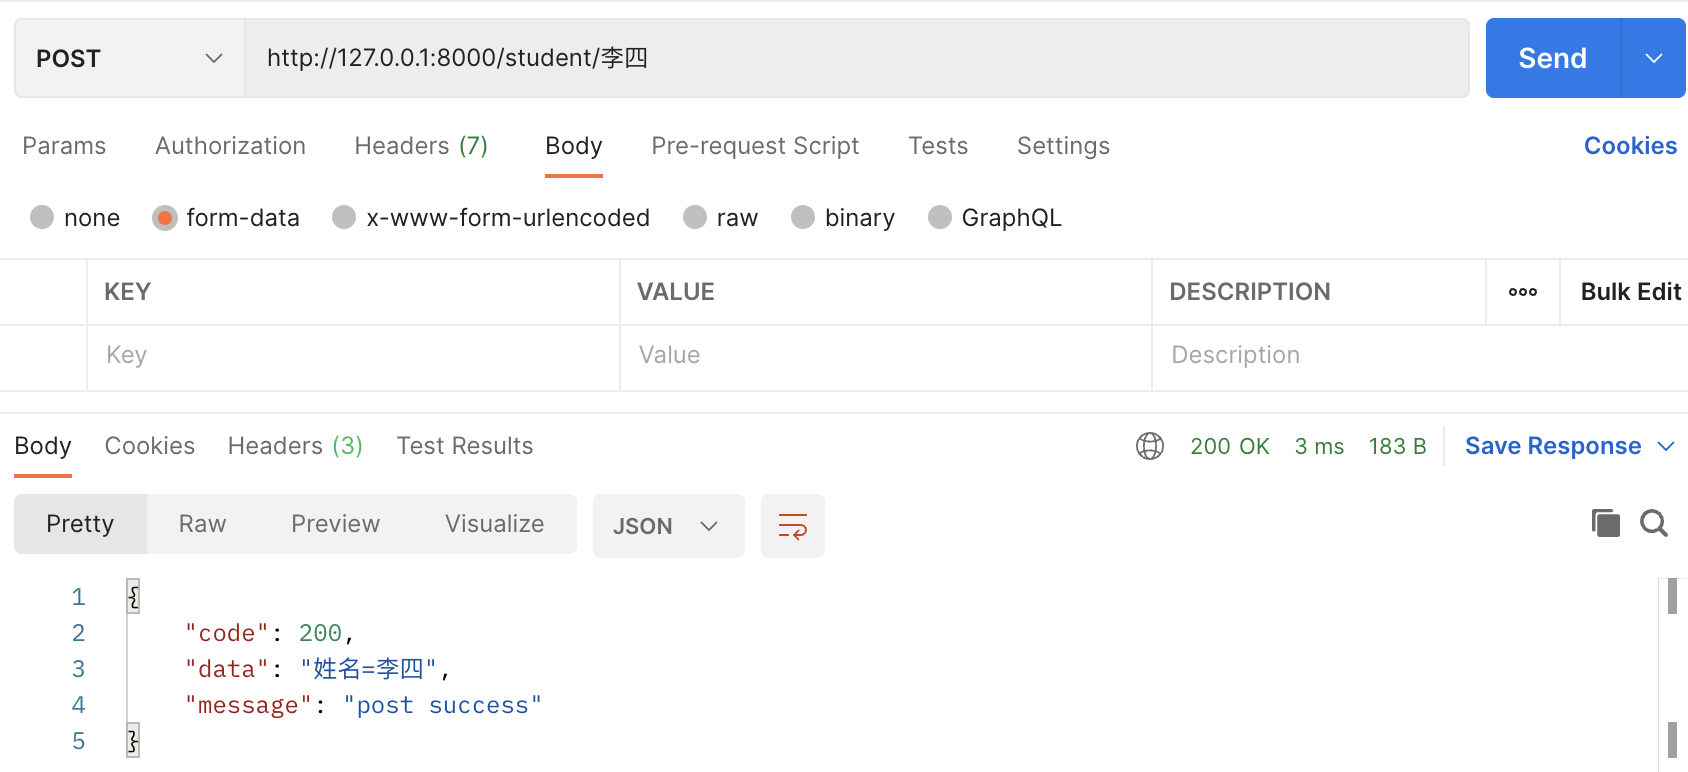 POST http://127.0.0.1:8000/student/李四 Send
Params Authorization Headers (7) Body Pre-request Script Tests Settings Cookies
none form-data x-www-form-urlencoded raw binary GraphQL
KEY VALUE DESCRIPTION ooo Bulk Edit
Key Value Description
Body Cookies Headers (3) Test Results 200 OK 3 ms 183 B Save Response
Pretty Raw Preview Visualize JSON
1 {
2 "code": 200,
3 "data": "姓名=李四",
4 "message": "post success"
5 }